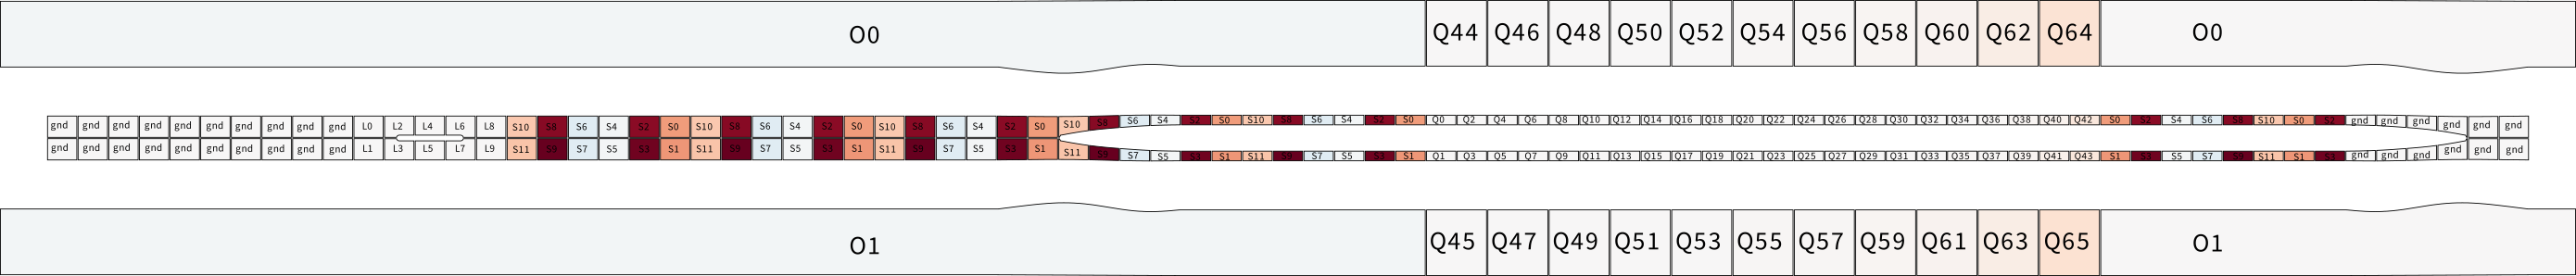 O0 Q44 Q46 Q48 Q50 Q52 Q54 Q56 Q58 Q60 Q62 Q64 O0
gnd gnd gnd gnd gnd gnd gnd gnd gnd gnd L0 L2 L4 L6 L8 S10 S8 S6 S4 S2 S0 S10 S8 S6 S4 S2 S0 S10 S8 S6 S4 S2 S0 S10 S8 S6 S4 S2 S0 S10 S8 S6 S4 S2 S0 Q0 Q2 Q4 Q6 Q8 Q10 Q12 Q14 Q16 Q18 Q20 Q22 Q24 Q26 Q28 Q30 Q32 Q34 Q36 Q38 Q40 Q42 S0 S2 S4 S6 S8 S10 S0 S2 gnd gnd gnd gnd gnd gnd
gnd gnd gnd gnd gnd gnd gnd gnd gnd gnd L1 L3 L5 L7 L9 S11 S9 S7 S5 S3 S1 S11 S9 S7 S5 S3 S1 S11 S9 S7 S5 S3 S1 S11 S9 S7 S5 S3 S1 S11 S9 S7 S5 S3 S1 Q1 Q3 Q5 Q7 Q9 Q11 Q13 Q15 Q17 Q19 Q21 Q23 Q25 Q27 Q29 Q31 Q33 Q35 Q37 Q39 Q41 Q43 S1 S3 S5 S7 S9 S11 S1 S3 gnd gnd gnd gnd gnd gnd
O1 Q45 Q47 Q49 Q51 Q53 Q55 Q57 Q59 Q61 Q63 Q65 O1